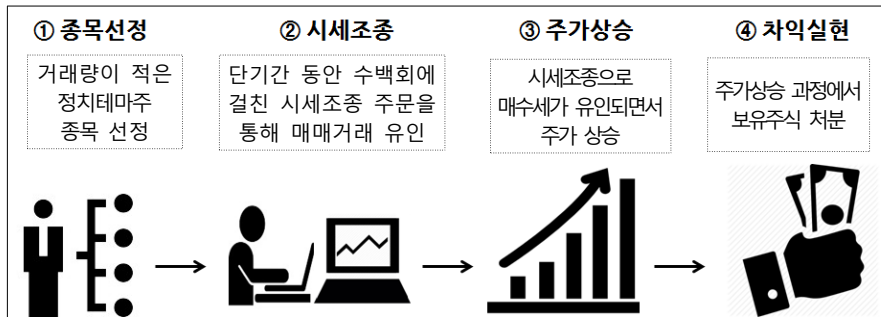 ① 종목선정
거래량이 적은
정치테마주
종목 선정
② 시세조종
단기간 동안 수백회에
걸친 시세조종 주문을
통해 매매거래 유인
③ 주가상승
시세조종으로
매수세가 유인되면서
주가 상승
④ 차익실현
주가상승 과정에서
보유주식 처분